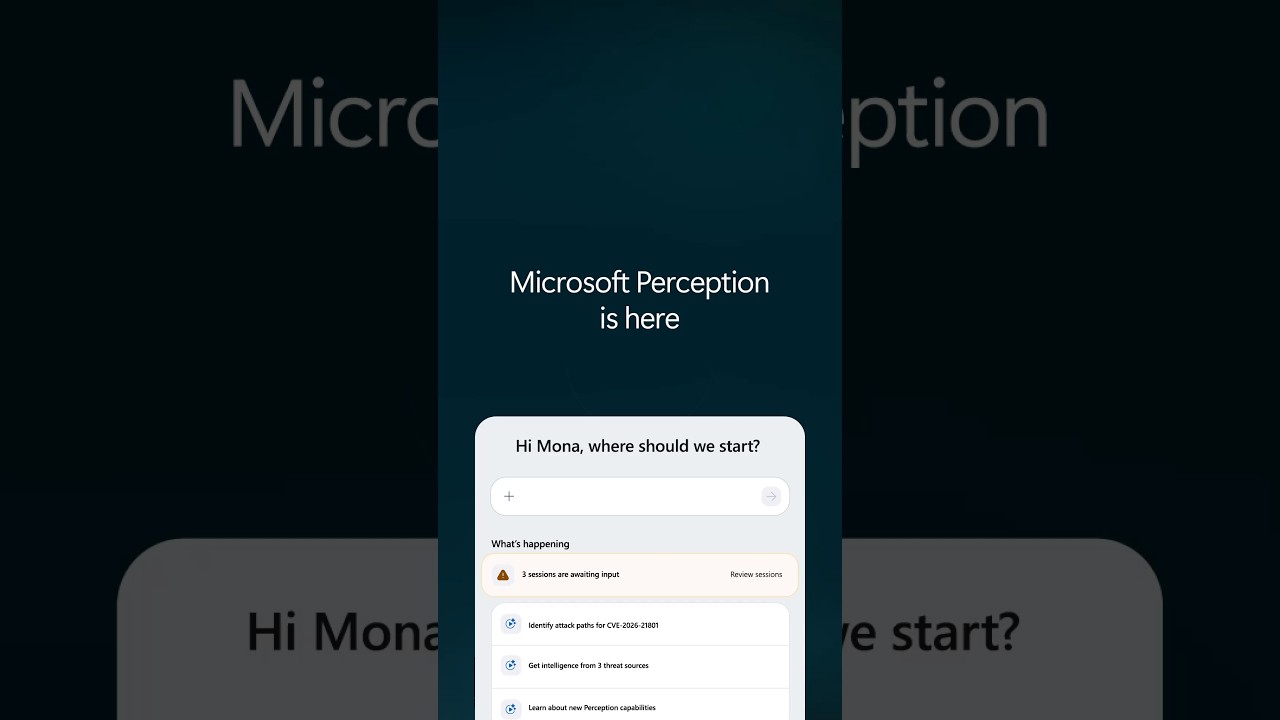 Microsoft Perception
is here
Hi Mona, where should we start?
What's happening
3 sessions are awaiting input
Review sessions
Identify attack paths for CVE-2026-21801
Get intelligence from 3 threat sources
Learn about new Perception capabilities